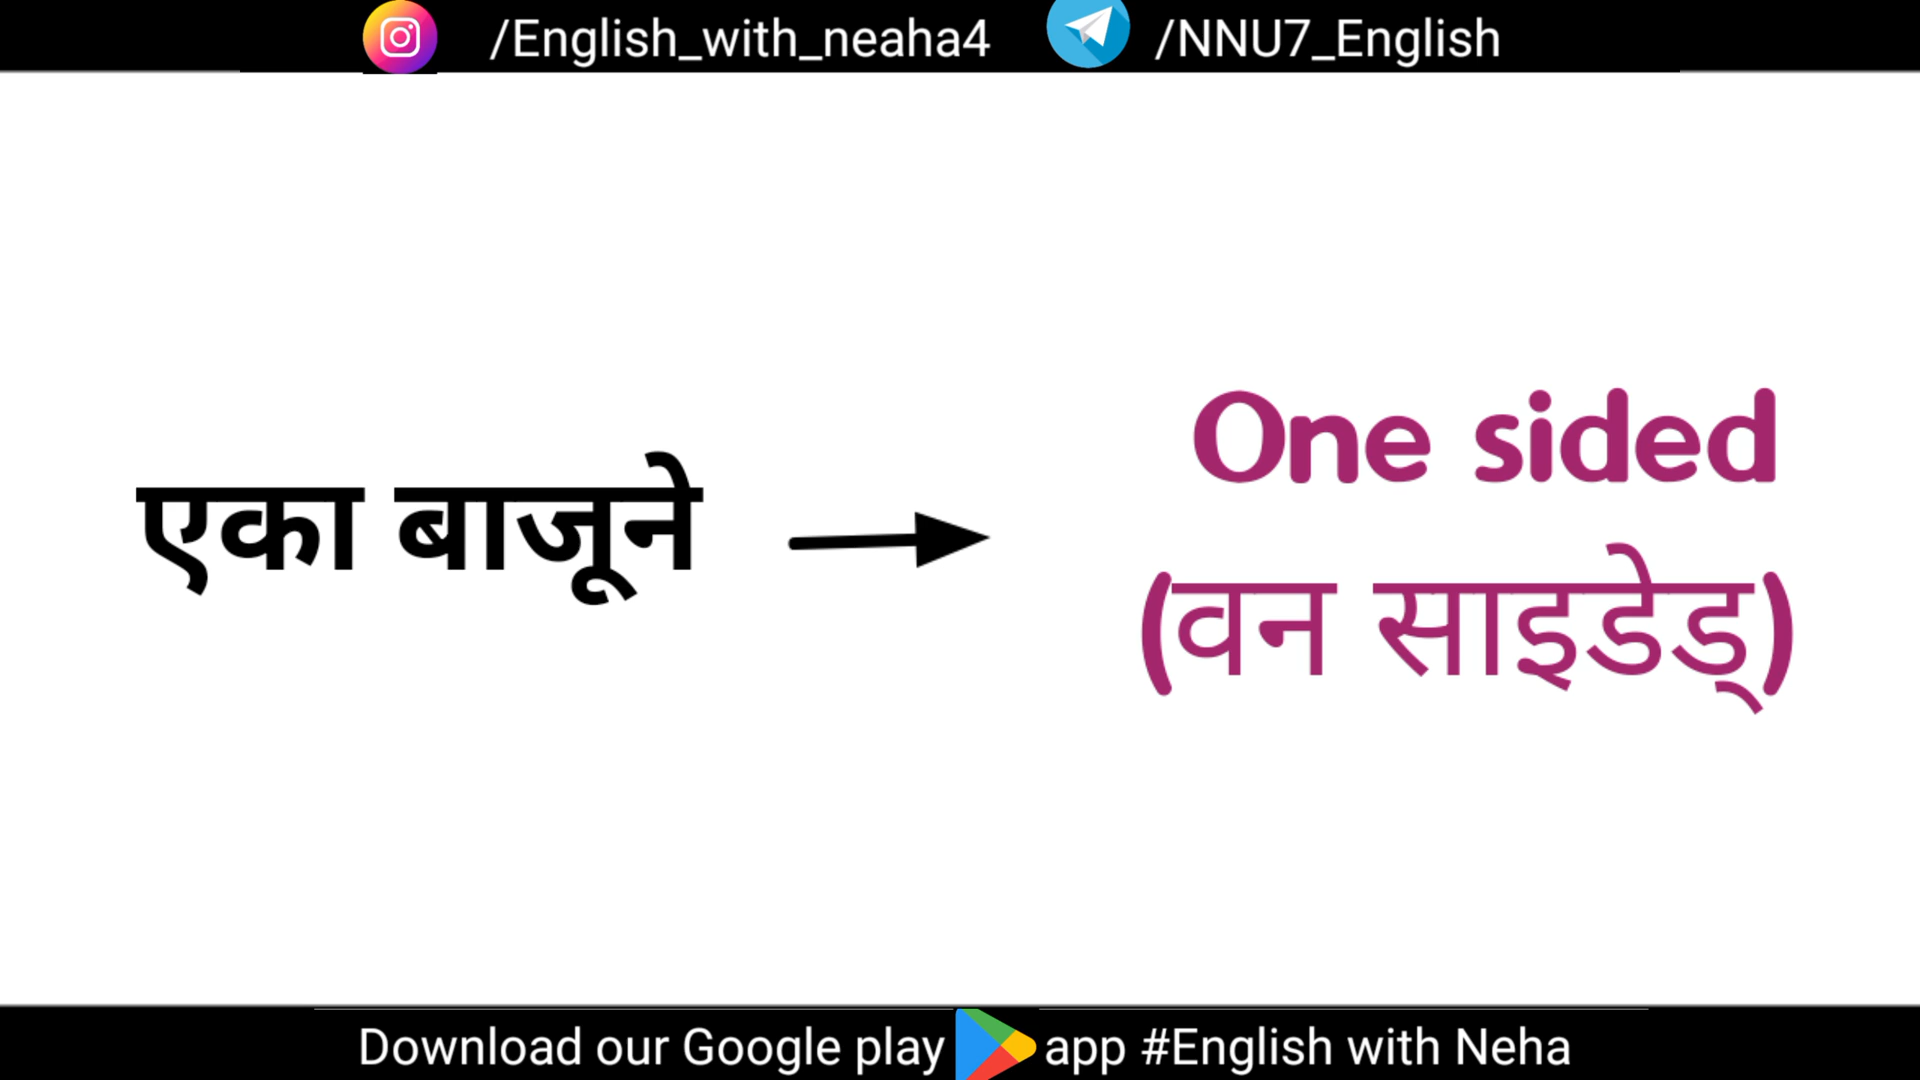 /English_with_neaha4 /NNU7_English
One sided
एका बाजूने
(वन साइडेड्)
Download our Google play app #English with Neha